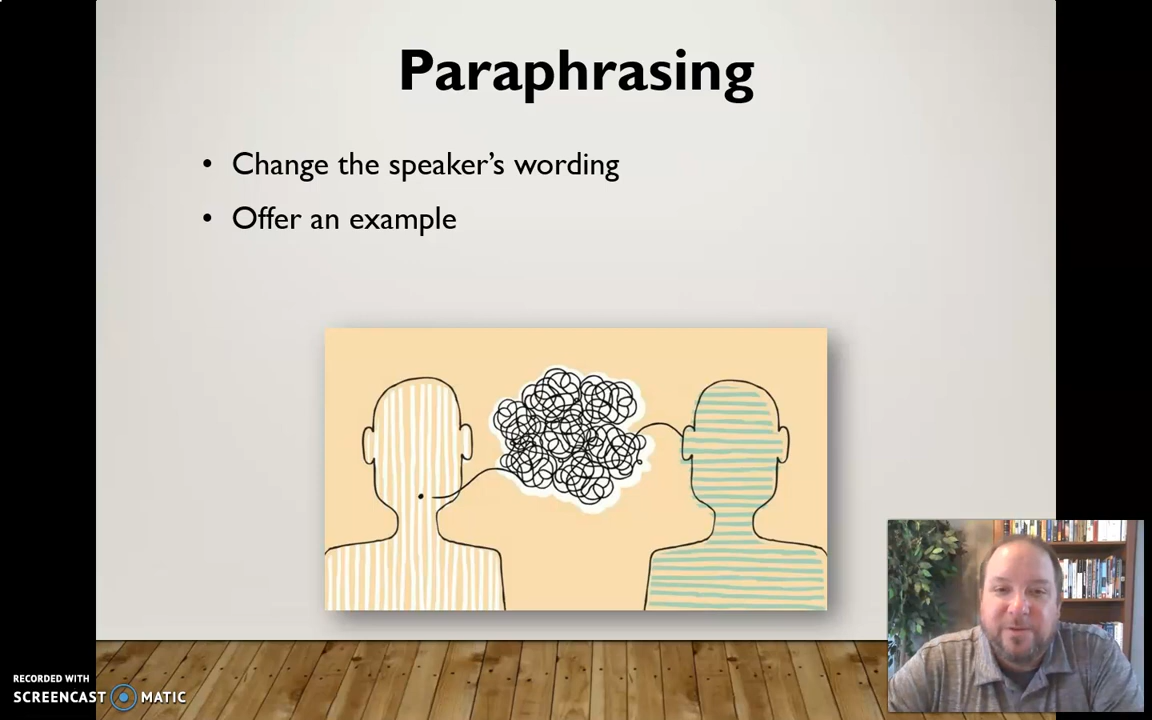 Paraphrasing
• Change the speaker’s wording
• Offer an example
RECORDED WITH
SCREENCAST MATIC